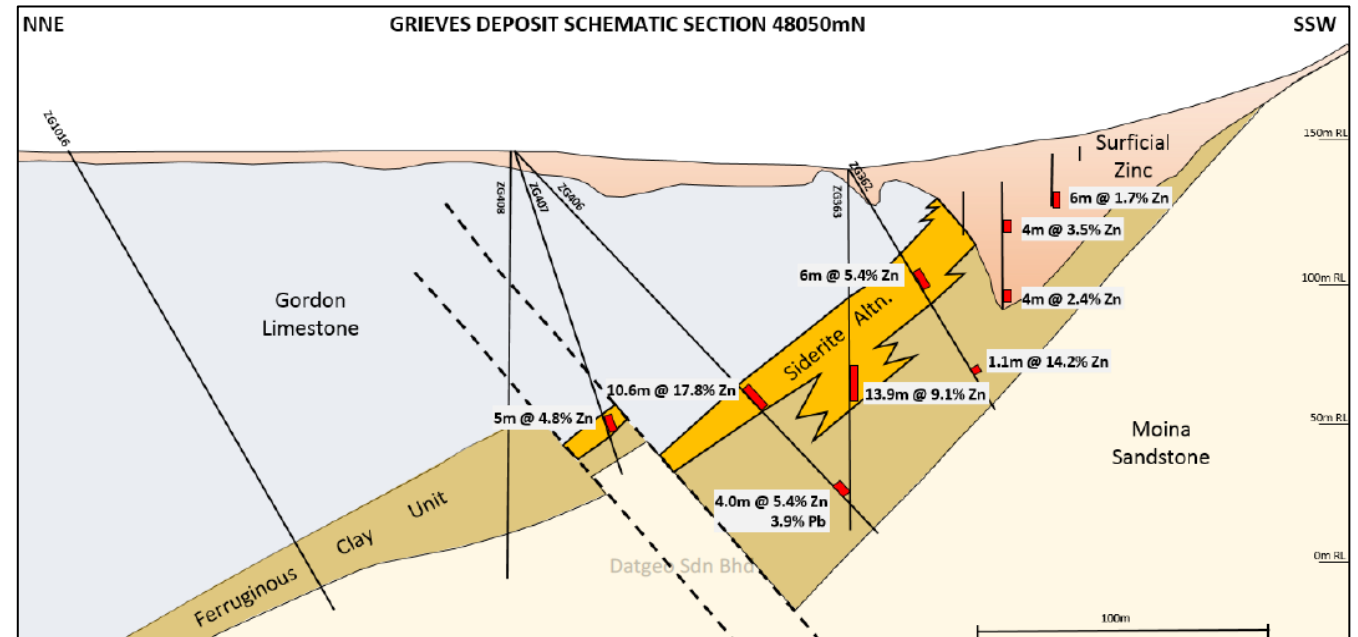 NNE
GRIEVES DEPOSIT SCHEMATIC SECTION 48050mN
SSW
ZG1016
ZG408
ZG407
ZG406
ZG363
ZG362
150m RL
Surficial
Zinc
6m @ 1.7% Zn
4m @ 3.5% Zn
6m @ 5.4% Zn
100m RL
4m @ 2.4% Zn
Gordon
Limestone
Siderite Altn.
1.1m @ 14.2% Zn
10.6m @ 17.8% Zn
13.9m @ 9.1% Zn
5m @ 4.8% Zn
50m RL
Moina
Sandstone
4.0m @ 5.4% Zn
3.9% Pb
Ferruginous Clay Unit
Datgeo Sdn Bhd
0m RL
100m